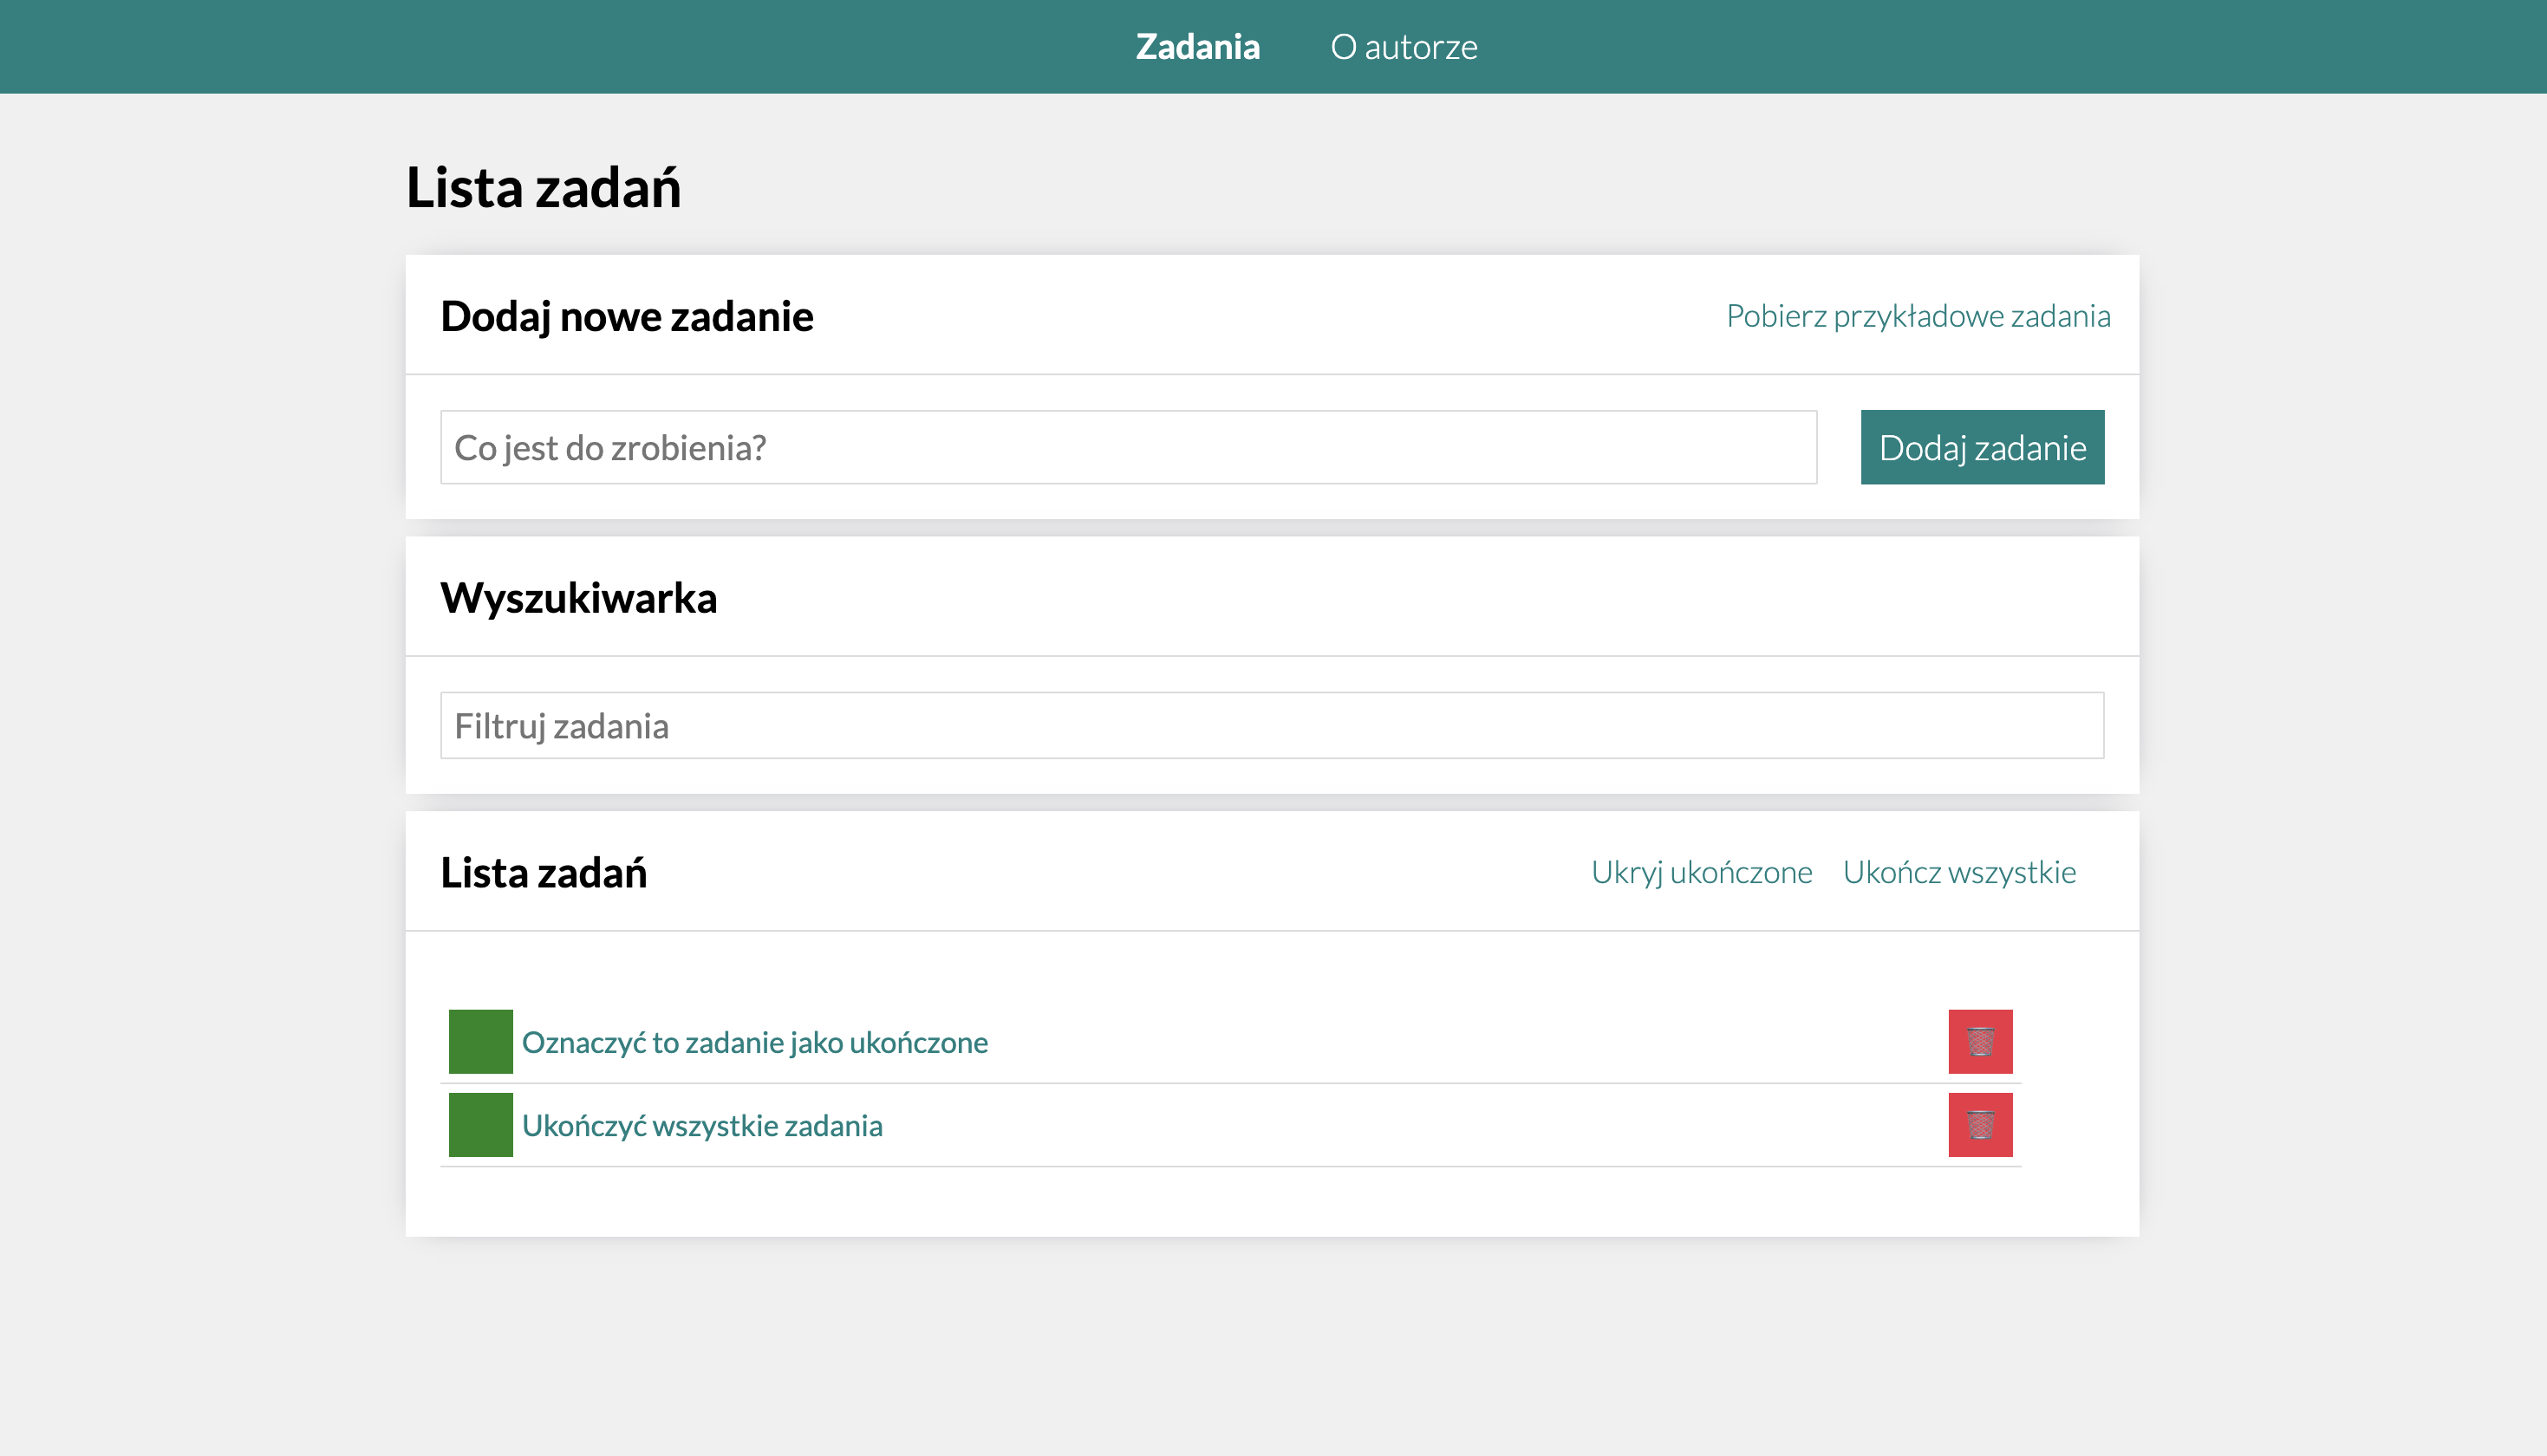 Zadania O autorze
Lista zadań
Dodaj nowe zadanie Pobierz przykładowe zadania
Co jest do zrobienia? Dodaj zadanie
Wyszukiwarka
Filtruj zadania
Lista zadań Ukryj ukończone Ukończ wszystkie
Oznaczyć to zadanie jako ukończone
Ukończyć wszystkie zadania